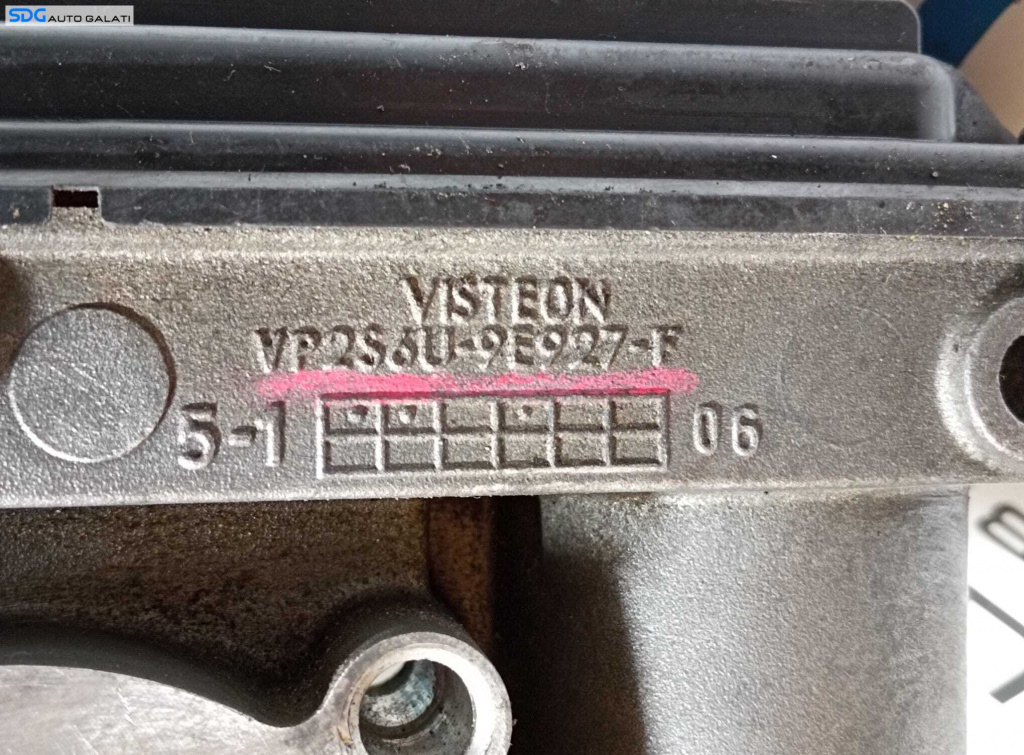 SDG AUTO GALATI
VISTEON
VP2S6U-9E927-F
5-1
06